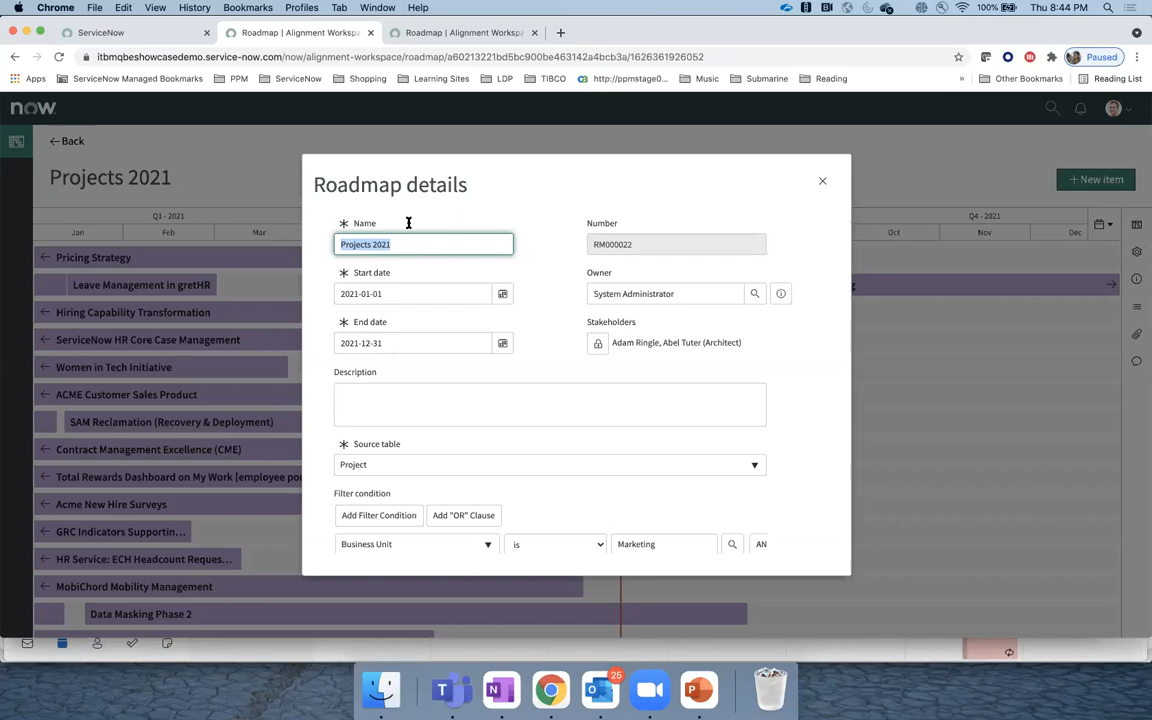 Chrome File Edit View History Bookmarks Profiles Tab Window Help 100% Thu 8:44 PM
ServiceNow × Roadmap | Alignment Workspa × Roadmap | Alignment Workspa × +
itbmqbeshowcasedemo.service-now.com/now/alignment-workspace/roadmap/a60213221bd5bc900be463142a4bcb3a/1626361926052 Paused
Apps ServiceNow Managed Bookmarks PPM ServiceNow Shopping Learning Sites LDP TIBCO http://ppmstage0... Music Submarine Reading » Other Bookmarks Reading List
now.
Back
Projects 2021
+ New item
Q1 - 2021 Q4 - 2021
Jan Feb Mar Oct Nov Dec
Pricing Strategy
Leave Management in gretHR
Hiring Capability Transformation
ServiceNow HR Core Case Management
Women in Tech Initiative
ACME Customer Sales Product
SAM Reclamation (Recovery & Deployment)
Contract Management Excellence (CME)
Total Rewards Dashboard on My Work [employee por
Acme New Hire Surveys
GRC Indicators Supportin...
HR Service: ECH Headcount Reques...
MobiChord Mobility Management
Data Masking Phase 2
Roadmap details
Name
Projects 2021
Number
RM000022
Start date
2021-01-01
Owner
System Administrator
End date
2021-12-31
Stakeholders
Adam Ringle, Abel Tuter (Architect)
Description
Source table
Project
Filter condition
Add Filter Condition Add "OR" Clause
Business Unit is Marketing AN
25